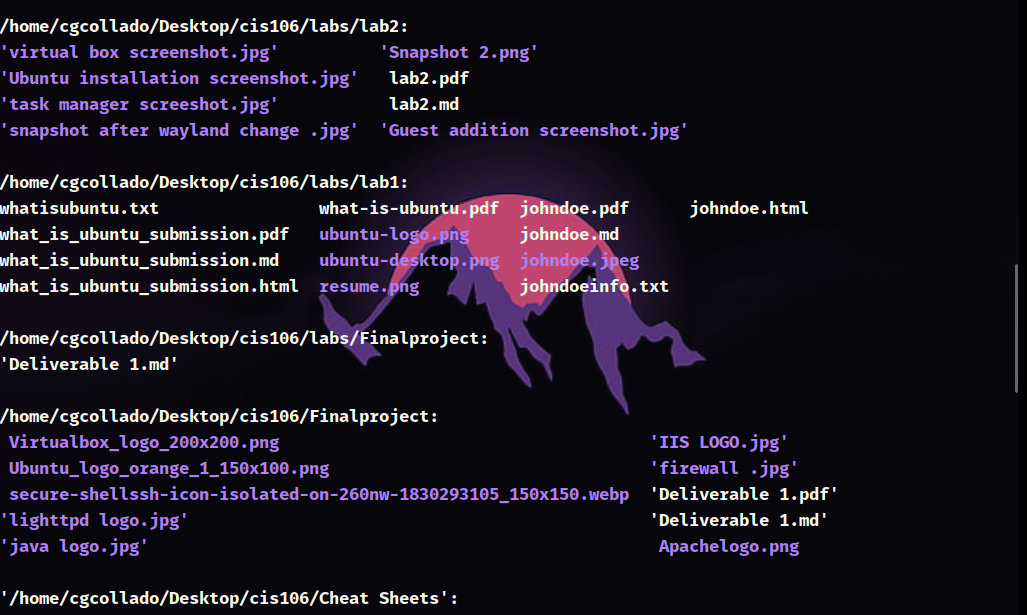 /home/cgcollado/Desktop/cis106/labs/lab2:
'virtual box screenshot.jpg' 'Snapshot 2.png'
'Ubuntu installation screenshot.jpg' lab2.pdf
'task manager screeshot.jpg' lab2.md
'snapshot after wayland change .jpg' 'Guest addition screenshot.jpg'
/home/cgcollado/Desktop/cis106/labs/lab1:
whatisubuntu.txt what-is-ubuntu.pdf johndoe.pdf johndoe.html
what_is_ubuntu_submission.pdf ubuntu-logo.png johndoe.md
what_is_ubuntu_submission.md ubuntu-desktop.png johndoe.jpeg
what_is_ubuntu_submission.html resume.png johndoeinfo.txt
/home/cgcollado/Desktop/cis106/labs/Finalproject:
'Deliverable 1.md'
/home/cgcollado/Desktop/cis106/Finalproject:
Virtualbox_logo_200x200.png 'IIS LOGO.jpg'
Ubuntu_logo_orange_1_150x100.png 'firewall .jpg'
secure-shellssh-icon-isolated-on-260nw-1830293105_150x150.webp 'Deliverable 1.pdf'
'lighttpd logo.jpg' 'Deliverable 1.md'
'java logo.jpg' Apachelogo.png
'/home/cgcollado/Desktop/cis106/Cheat Sheets':